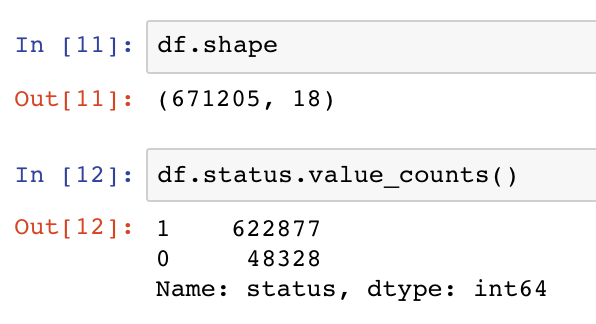 In [11]: df.shape
Out[11]: (671205, 18)
In [12]: df.status.value_counts()
Out[12]: 1    622877
0     48328
Name: status, dtype: int64